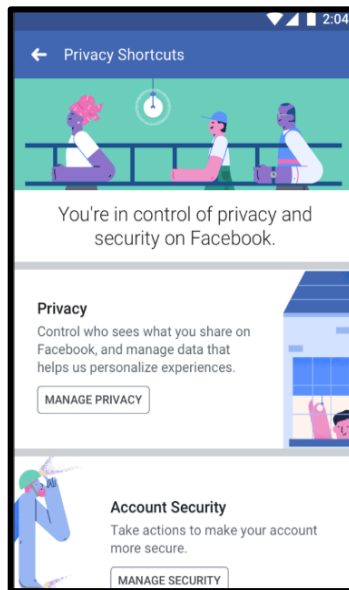 2:04
Privacy Shortcuts
You're in control of privacy and
security on Facebook.
Privacy
Control who sees what you share on
Facebook, and manage data that
helps us personalize experiences.
MANAGE PRIVACY
Account Security
Take actions to make your account
more secure.
MANAGE SECURITY